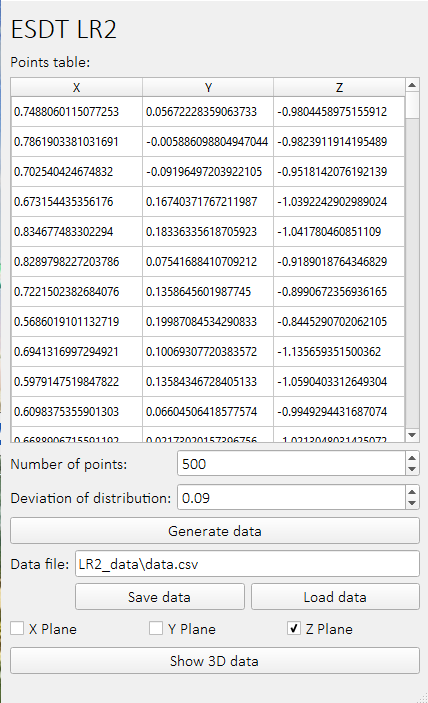 ESDT LR2
Points table:
X Y Z
0.7488060115077253 0.05672228359063733 -0.9804458975155912
0.7861903381031691 -0.005886098804947044 -0.9823911914195489
0.702540424674832 -0.09196497203922105 -0.9518142076192139
0.673154435356176 0.16740371767211987 -1.0392242902989024
0.834677483302294 0.18336335618705923 -1.041780460851109
0.8289798227203786 0.07541688410709212 -0.9189018764346829
0.7221502382684076 0.1358645601987745 -0.8990672356936165
0.5686019101132719 0.19987084534290833 -0.8445290702062105
0.6941316997294921 0.10069307720383572 -1.135659351500362
0.5979147519847822 0.13584346728405133 -1.0590403312649304
0.6098375355901303 0.06604506418577574 -0.9949294431687074
Number of points: 500
Deviation of distribution: 0.09
Generate data
Data file: LR2_data\data.csv
Save data Load data
X Plane Y Plane Z Plane
Show 3D data